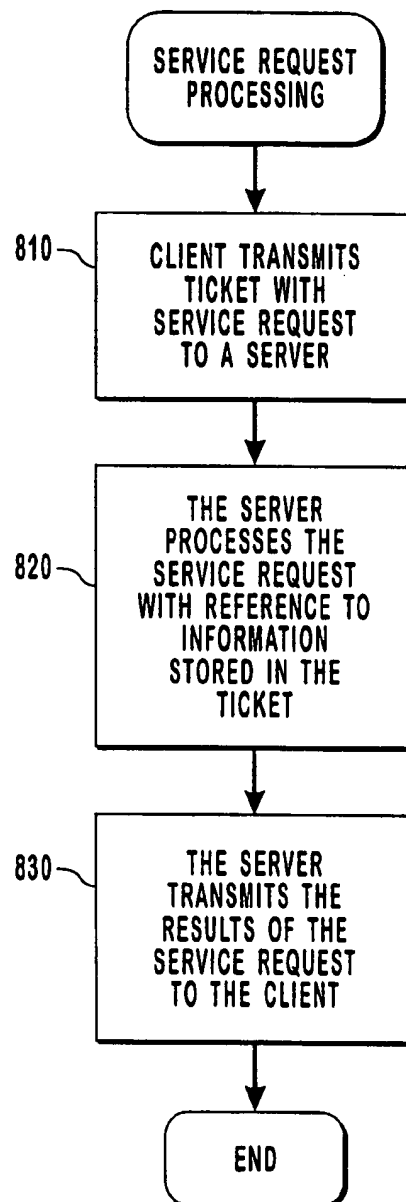 SERVICE REQUEST
PROCESSING
810
CLIENT TRANSMITS
TICKET WITH
SERVICE REQUEST
TO A SERVER
820
THE SERVER
PROCESSES THE
SERVICE REQUEST
WITH REFERENCE TO
INFORMATION
STORED IN THE
TICKET
830
THE SERVER
TRANSMITS THE
RESULTS OF THE
SERVICE REQUEST
TO THE CLIENT
END